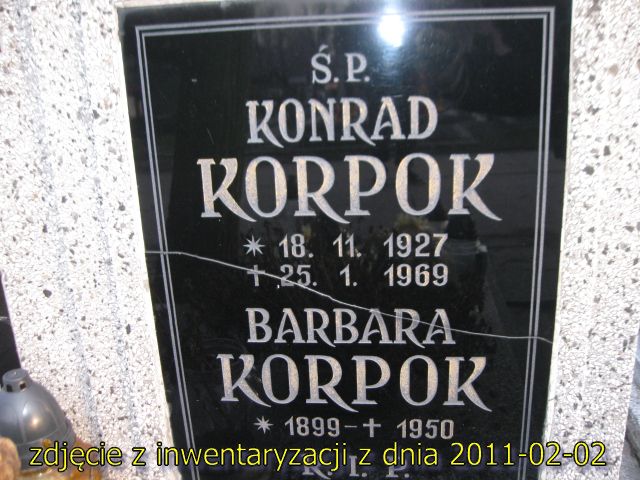 Ś.P.
KONRAD
KORPOK
* 18. 11. 1927
† 25. 1. 1969
BARBARA
KORPOK
* 1899 - † 1950
R. I. P.
zdjęcie z inwentaryzacji z dnia 2011-02-02